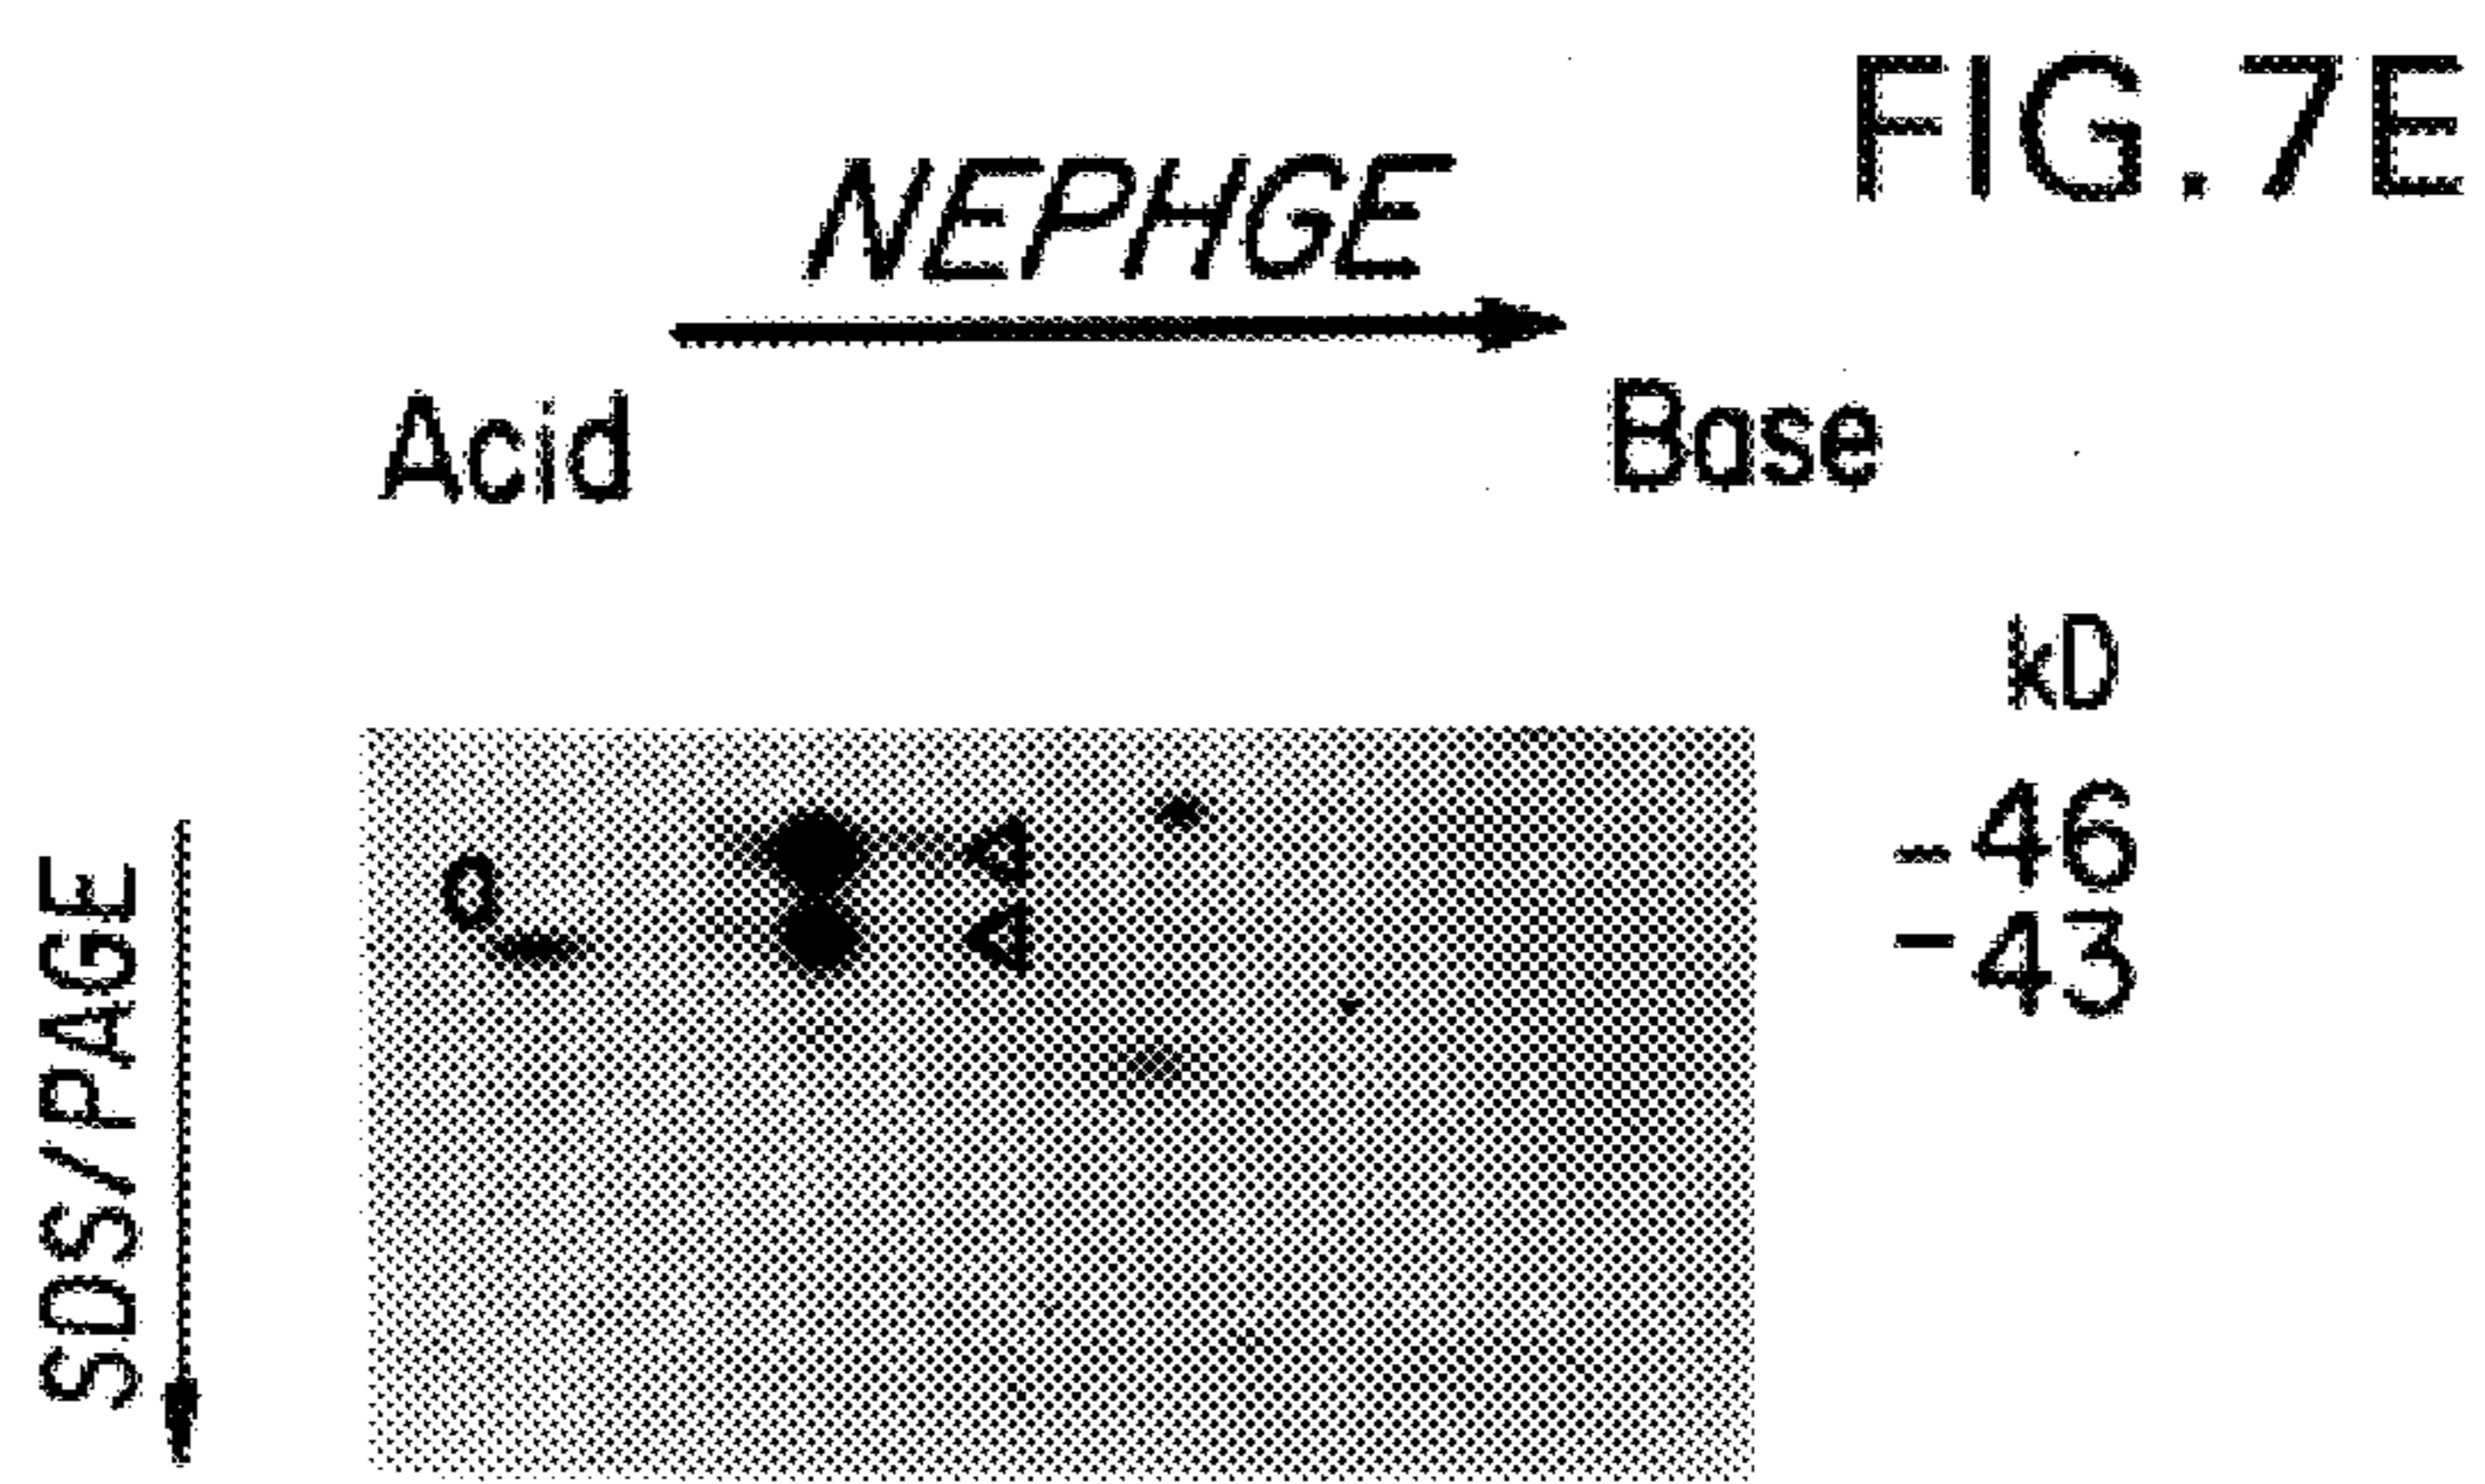 FIG.7E
NEPHGE
Acid
Base
kD
-46
-43
a
SDS/PAGE